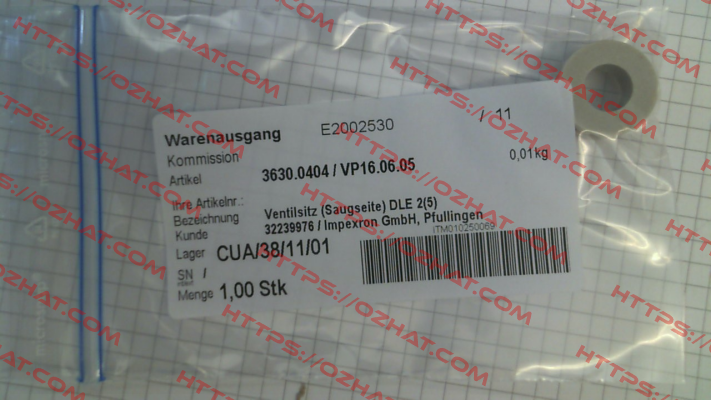 Warenausgang E2002530 / 11
Kommission
Artikel 3630.0404 / VP16.06.05 0,01kg
Ihre Artikelnr.:
Bezeichnung Ventilsitz (Saugseite) DLE 2(5)
Kunde 32239976 / Impexron GmbH, Pfullingen
ITM010250069
Lager CUA/38/11/01
SN /
Menge 1,00 Stk
HTTPS://OZHAT.COM